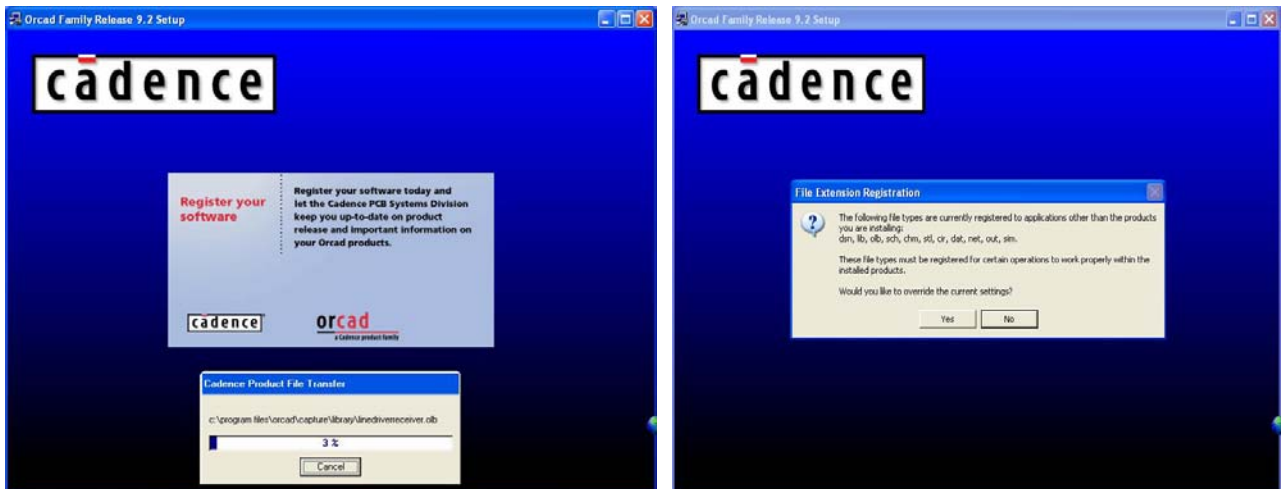 Orcad Family Release 9.2 Setup
cadence
Register your
software
Register your software today and
let the Cadence PCB Systems Division
keep you up-to-date on product
release and important information on
your Orcad products.
cadence
orcad
a Cadence product family
Cadence Product File Transfer
c:\program files\orcad\capture\library\linedriverreceiver.olb
3 %
Cancel
Orcad Family Release 9.2 Setup
cadence
File Extension Registration
The following file types are currently registered to applications other than the products
you are installing:
dsn, lib, olb, sch, chm, stl, cir, dat, net, out, sim.
These file types must be registered for certain operations to work properly within the
installed products.
Would you like to override the current settings?
Yes
No